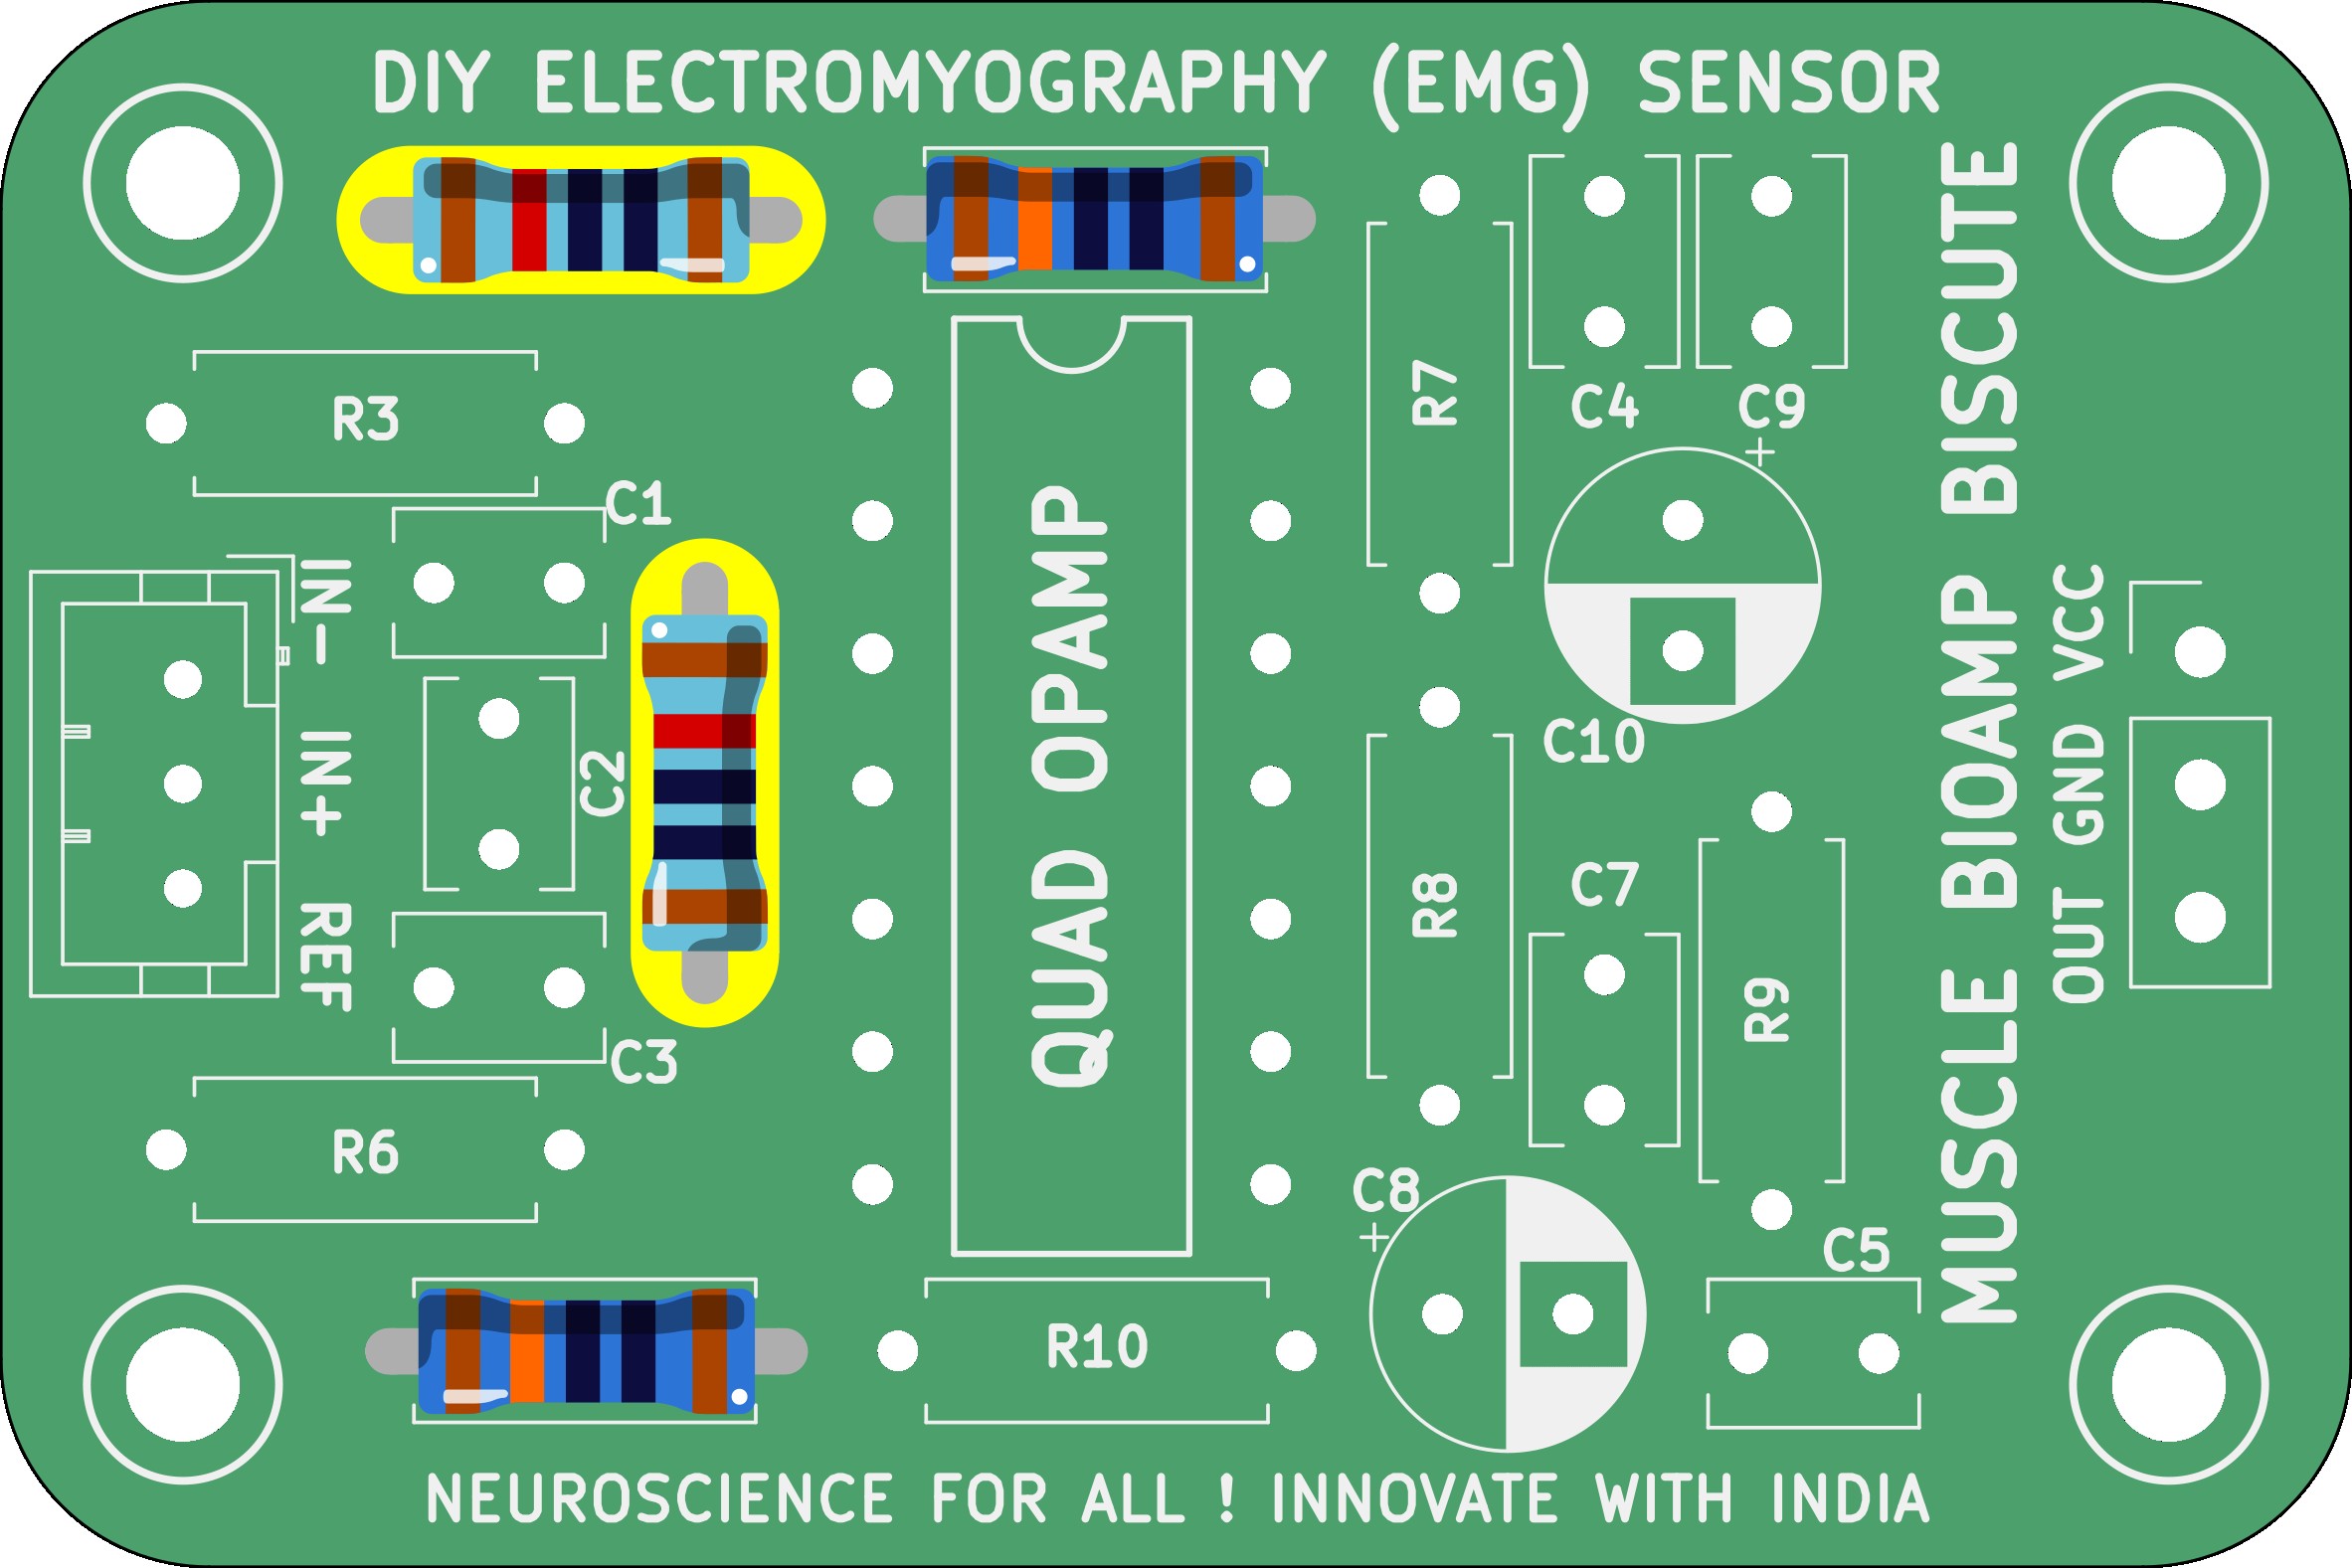 DIY ELECTROMYOGRAPHY (EMG) SENSOR
R3
C1
IN-
IN+
REF
C2
C3
R6
QUAD OPAMP
R7
C4
C9
+
C10
R8
C7
R9
C8
+
C5
R10
MUSCLE BIOAMP BISCUTE
VCC
GND
OUT
NEUROSCIENCE FOR ALL ! INNOVATE WITH INDIA